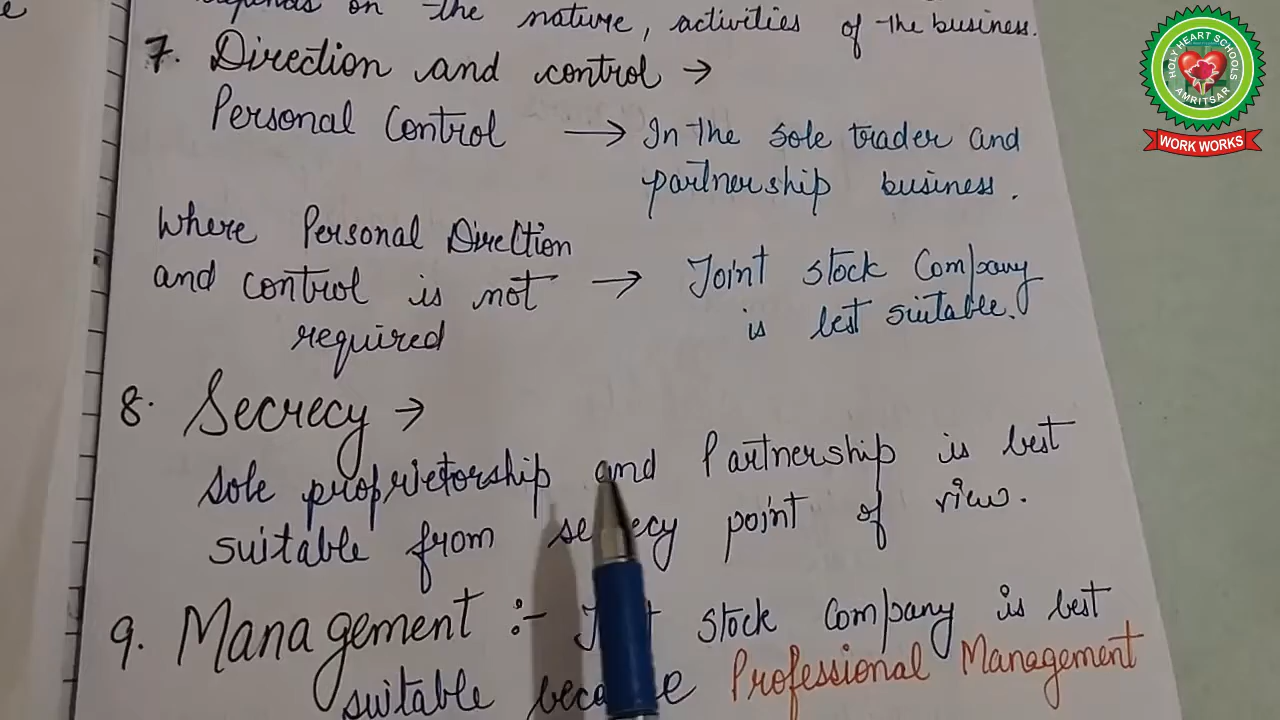 on the nature, activities of the business.
7. Direction and control →
Personal Control → In the sole trader and
partnership business.
Where Personal Direction
and control is not → Joint stock Company
required is best suitable.
8. Secrecy →
Sole proprietorship and Partnership is best
suitable from secrecy point of view.
9. Management :- Joint stock Company is best
suitable because Professional Management
HOLY HEART SCHOOLS
AMRITSAR
WORK WORKS